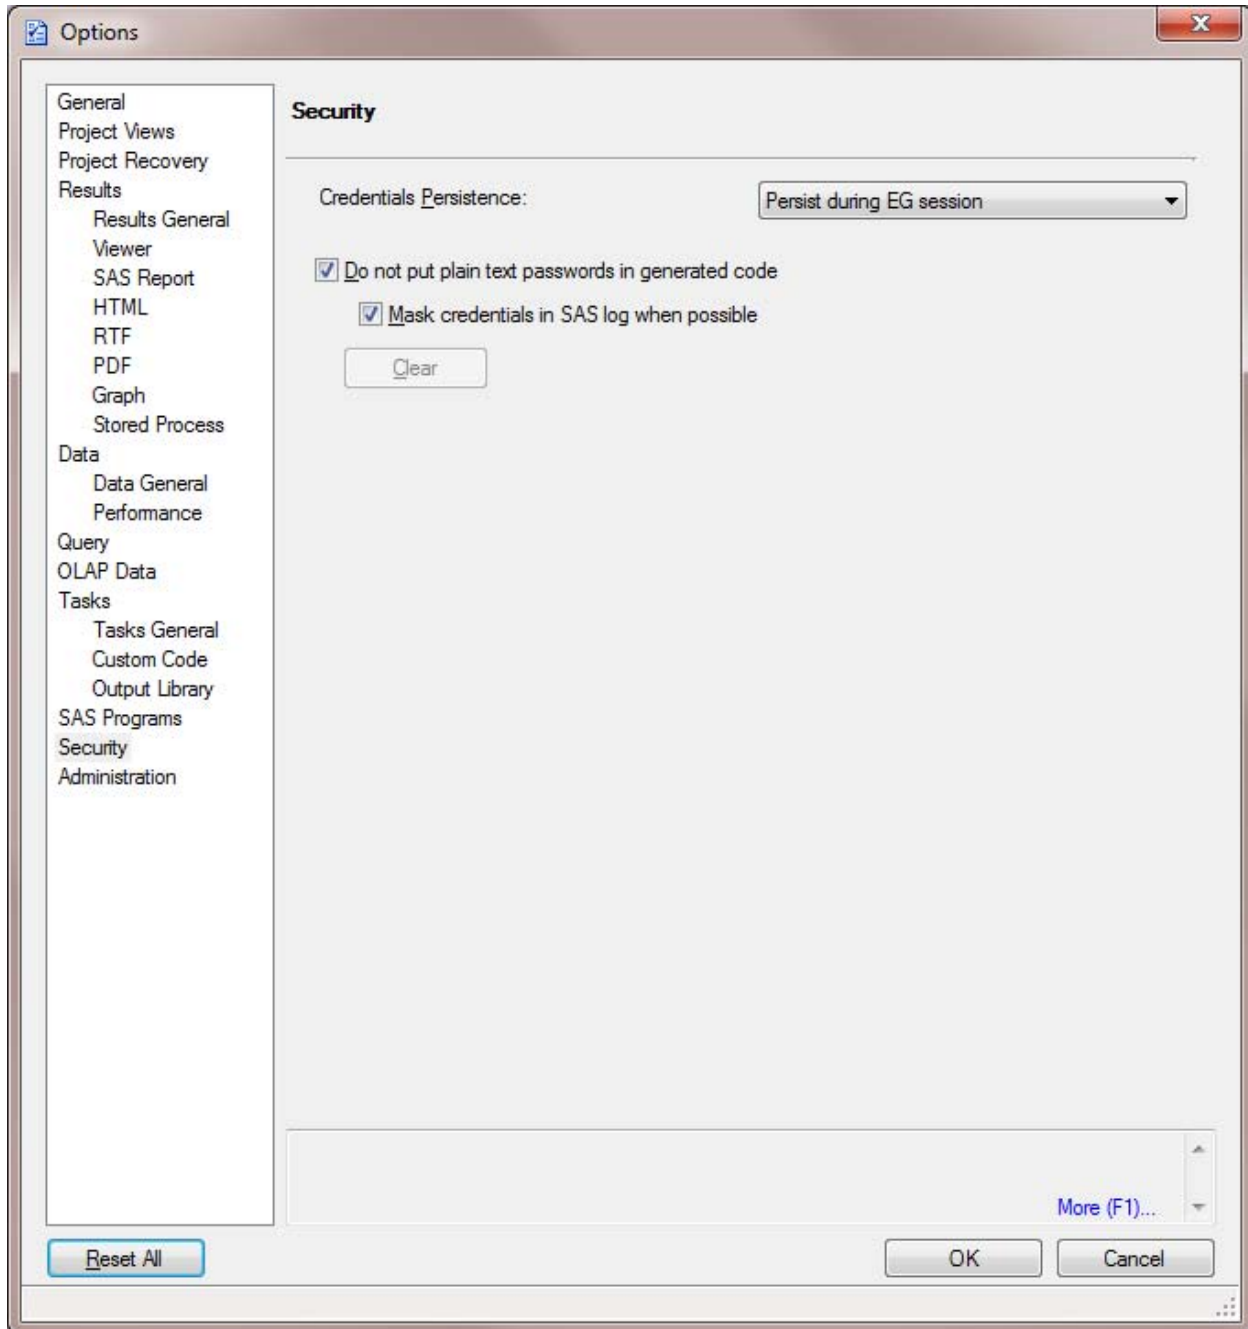 Options
General
Project Views
Project Recovery
Results
Results General
Viewer
SAS Report
HTML
RTF
PDF
Graph
Stored Process
Data
Data General
Performance
Query
OLAP Data
Tasks
Tasks General
Custom Code
Output Library
SAS Programs
Security
Administration
Security
Credentials Persistence: Persist during EG session
Do not put plain text passwords in generated code
Mask credentials in SAS log when possible
Clear
More (F1)...
Reset All OK Cancel